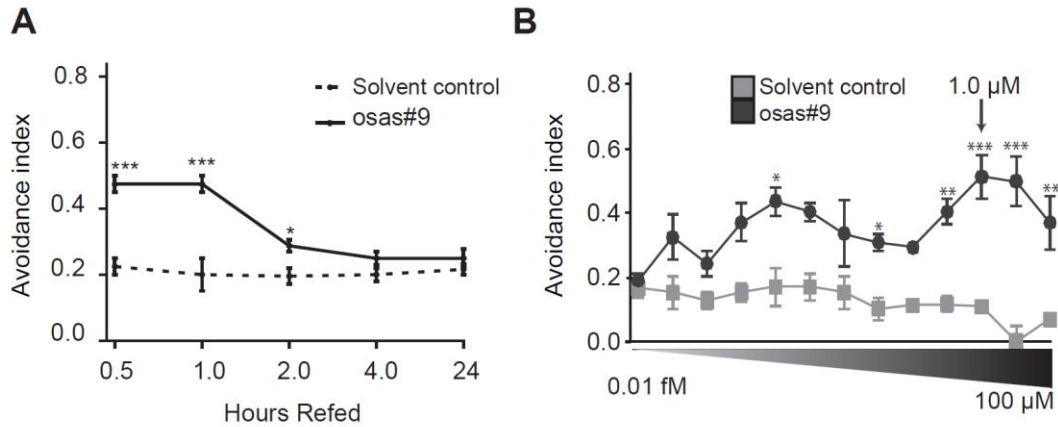 A
Avoidance index
0.8
0.6
0.4
0.2
0.0
Solvent control
osas#9
***
***
*
0.5 1.0 2.0 4.0 24
Hours Refed
B
Avoidance index
0.8
0.6
0.4
0.2
0.0
Solvent control
osas#9
1.0 µM
*
*
**
***
***
**
0.01 fM
100 µM